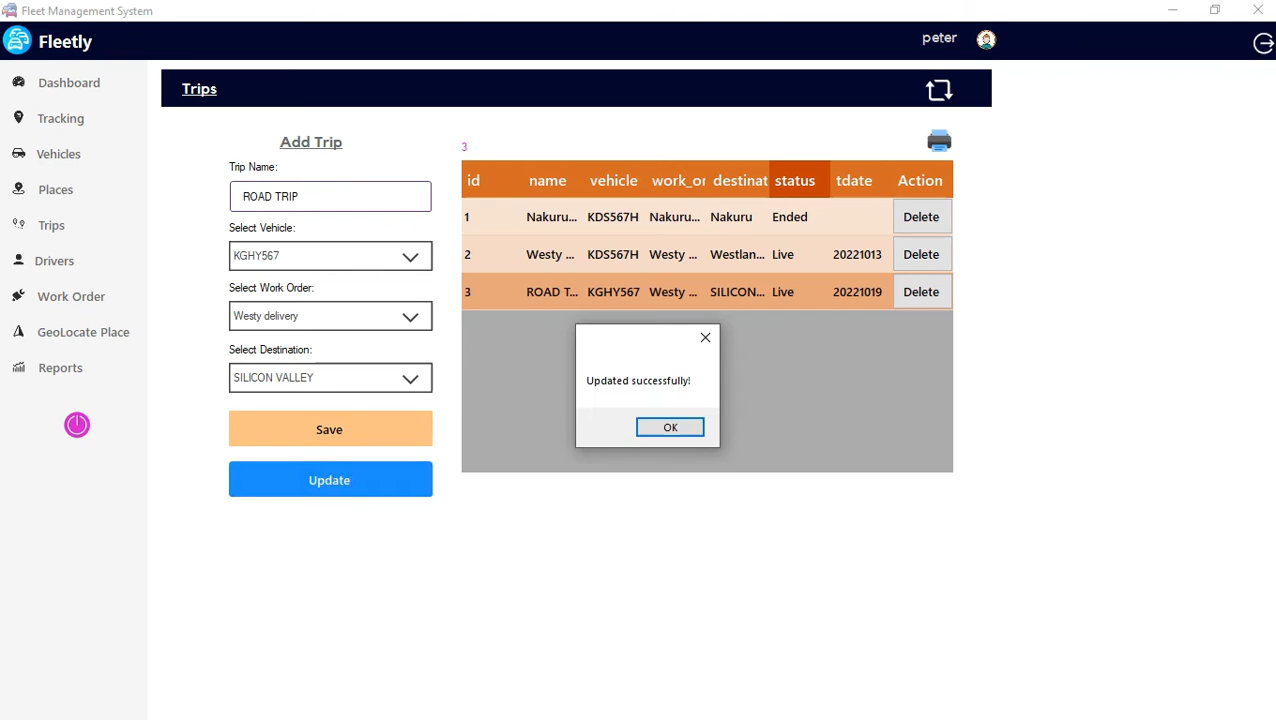 Fleet Management System
Fleetly
peter
Dashboard
Tracking
Vehicles
Places
Trips
Drivers
Work Order
GeoLocate Place
Reports
Trips
Add Trip
Trip Name:
ROAD TRIP
Select Vehicle:
KGHY567
Select Work Order:
Westy delivery
Select Destination:
SILICON VALLEY
Save
Update
3
id name vehicle work_or destinat status tdate Action
1 Nakuru... KDS567H Nakuru... Nakuru Ended Delete
2 Westy ... KDS567H Westy ... Westlan... Live 20221013 Delete
3 ROAD T... KGHY567 Westy ... SILICON... Live 20221019 Delete
Updated successfully!
OK